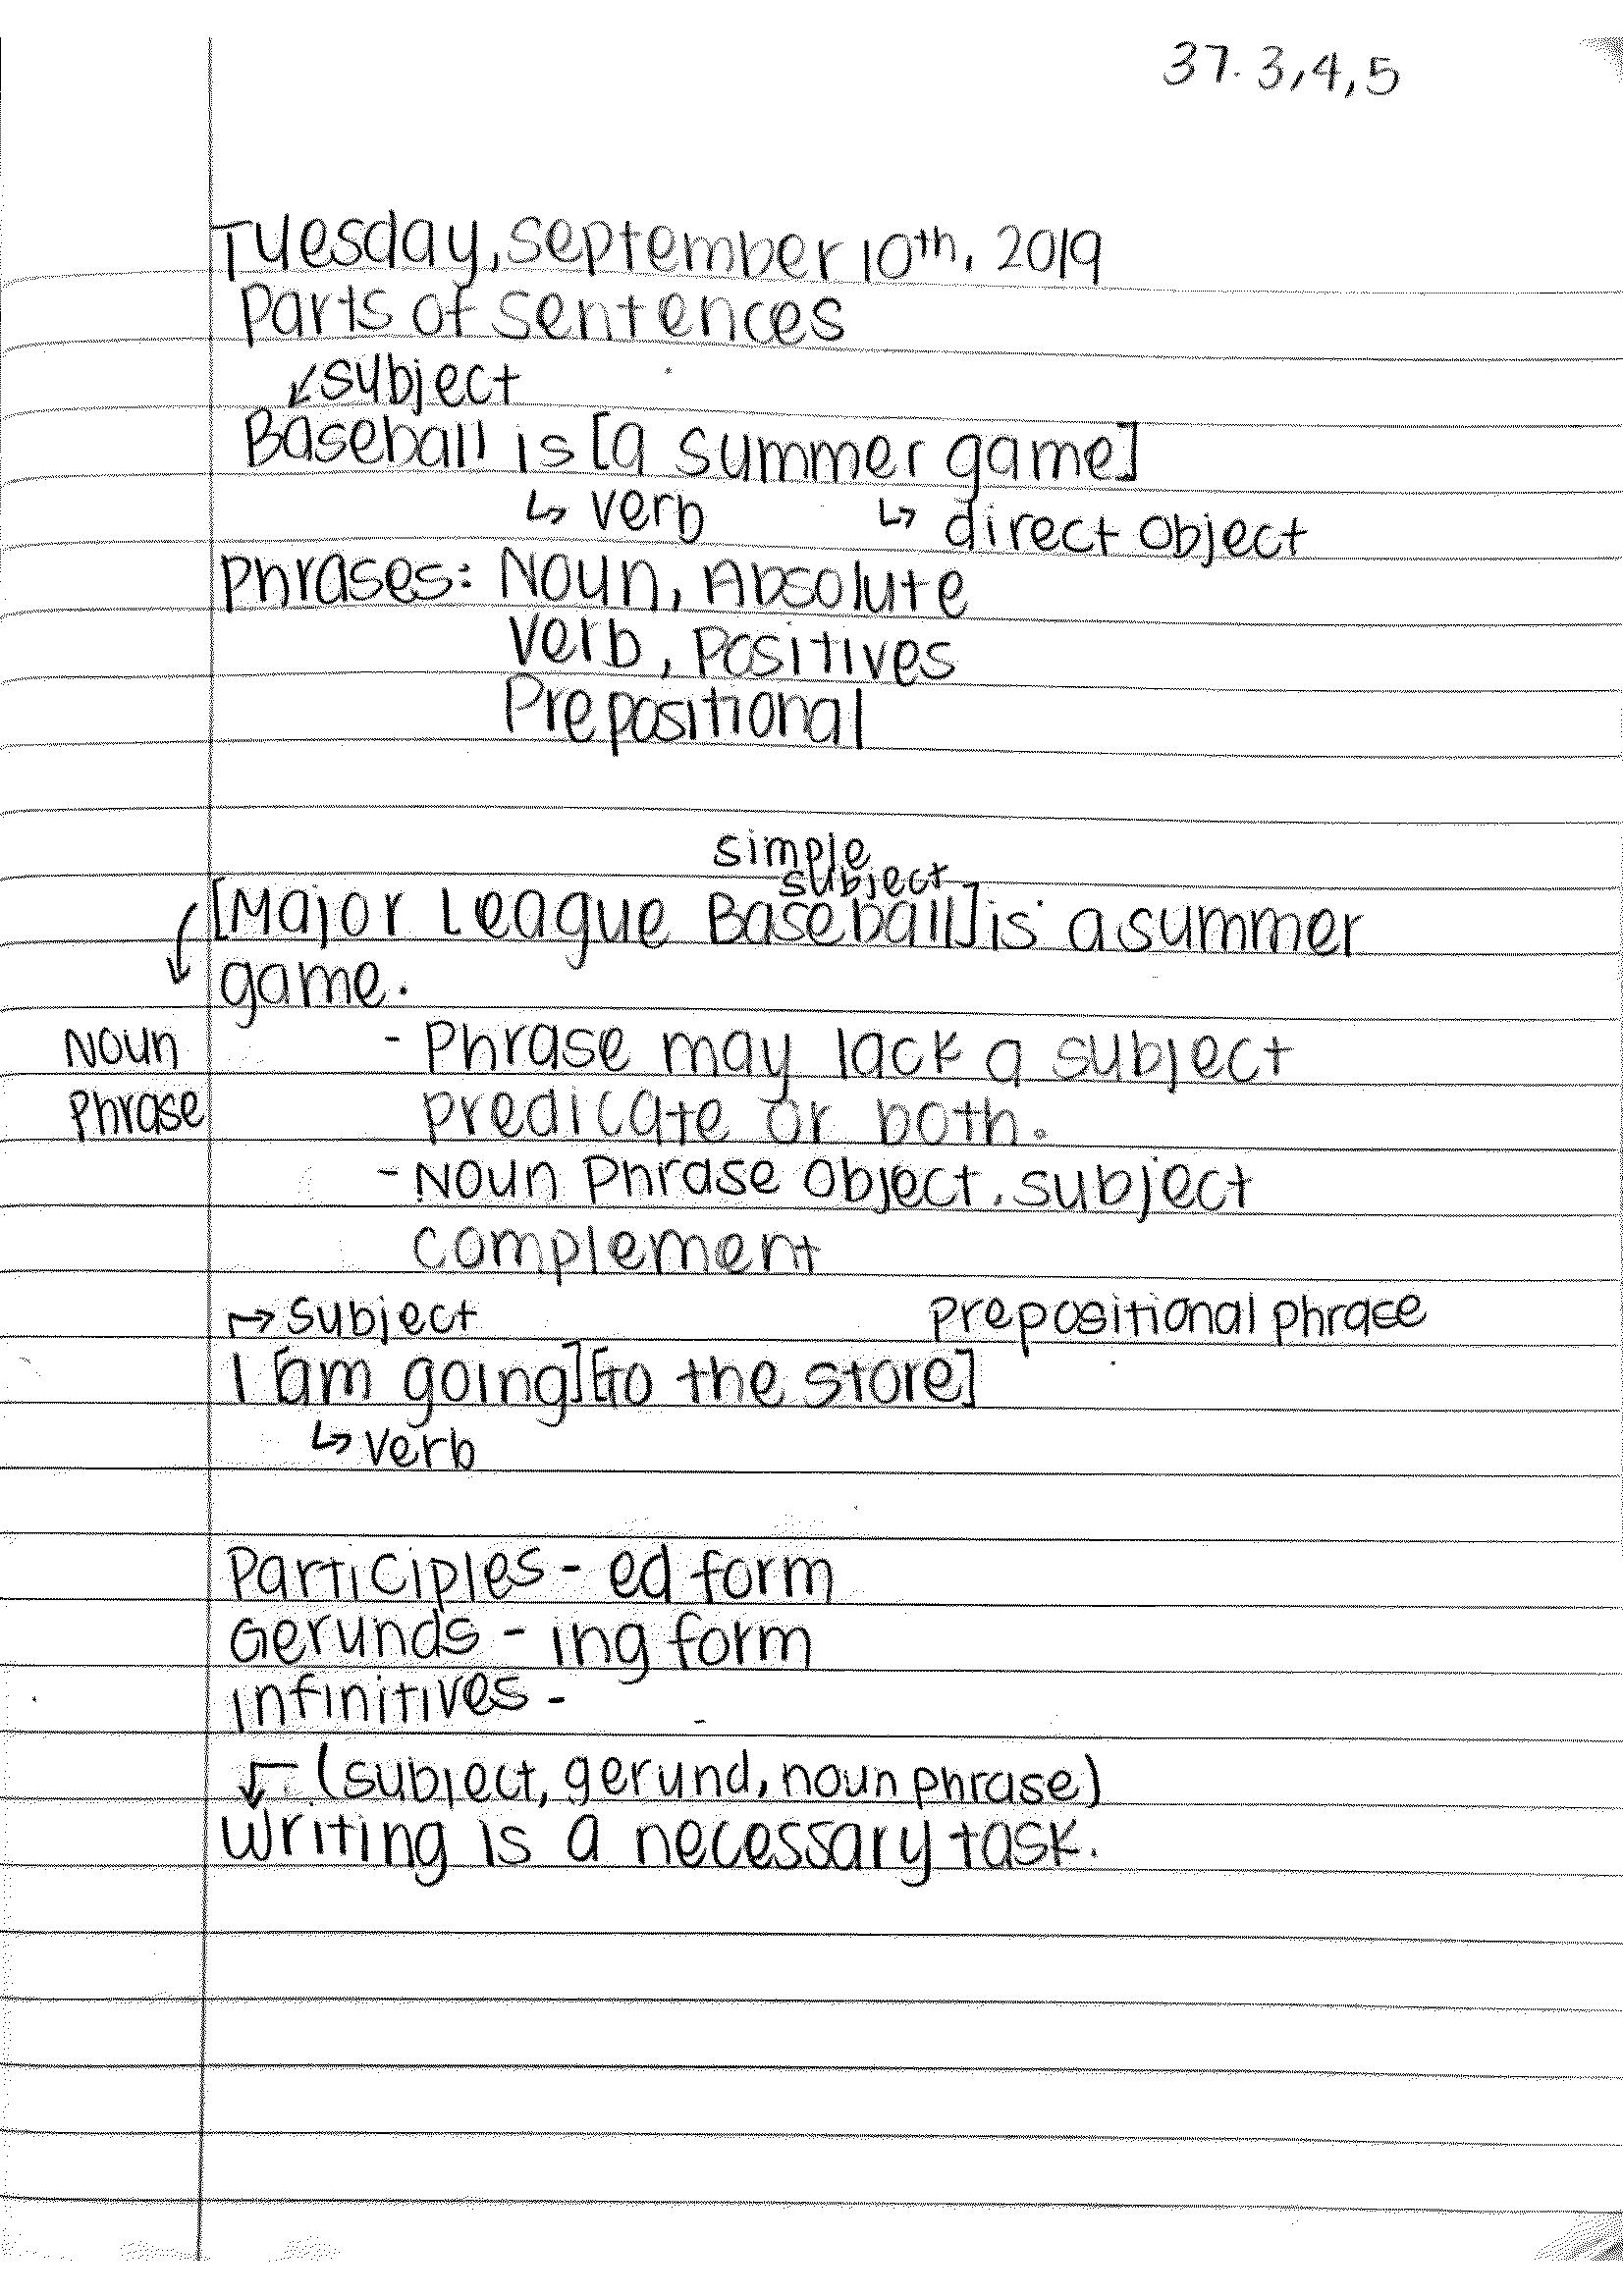 37. 3,4,5
Tuesday, September 10th, 2019
Parts of Sentences
↙ subject
Baseball is [a summer game]
↳ verb ↳ direct object
Phrases: Noun, Absolute
Verb, Positives
Prepositional
simple
subject
[Major League Baseball] is a summer
game.
Noun - Phrase may lack a subject
Phrase predicate or both.
- Noun Phrase Object. subject
complement
↦ subject prepositional phrase
I [am going] [to the store]
↳ verb
Participles - ed form
Gerunds - ing form
infinitives -
(subject, gerund, noun phrase)
Writing is a necessary task.